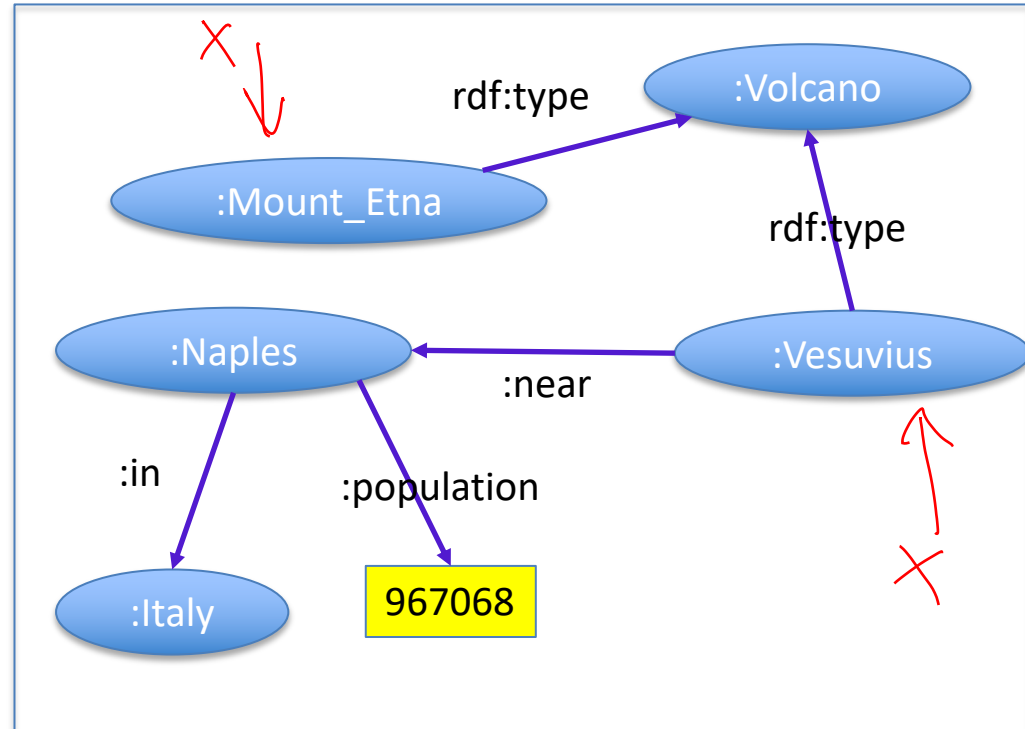 x
rdf:type
:Volcano
:Mount_Etna
rdf:type
:Naples
:near
:Vesuvius
:in
:population
:Italy
967068
x